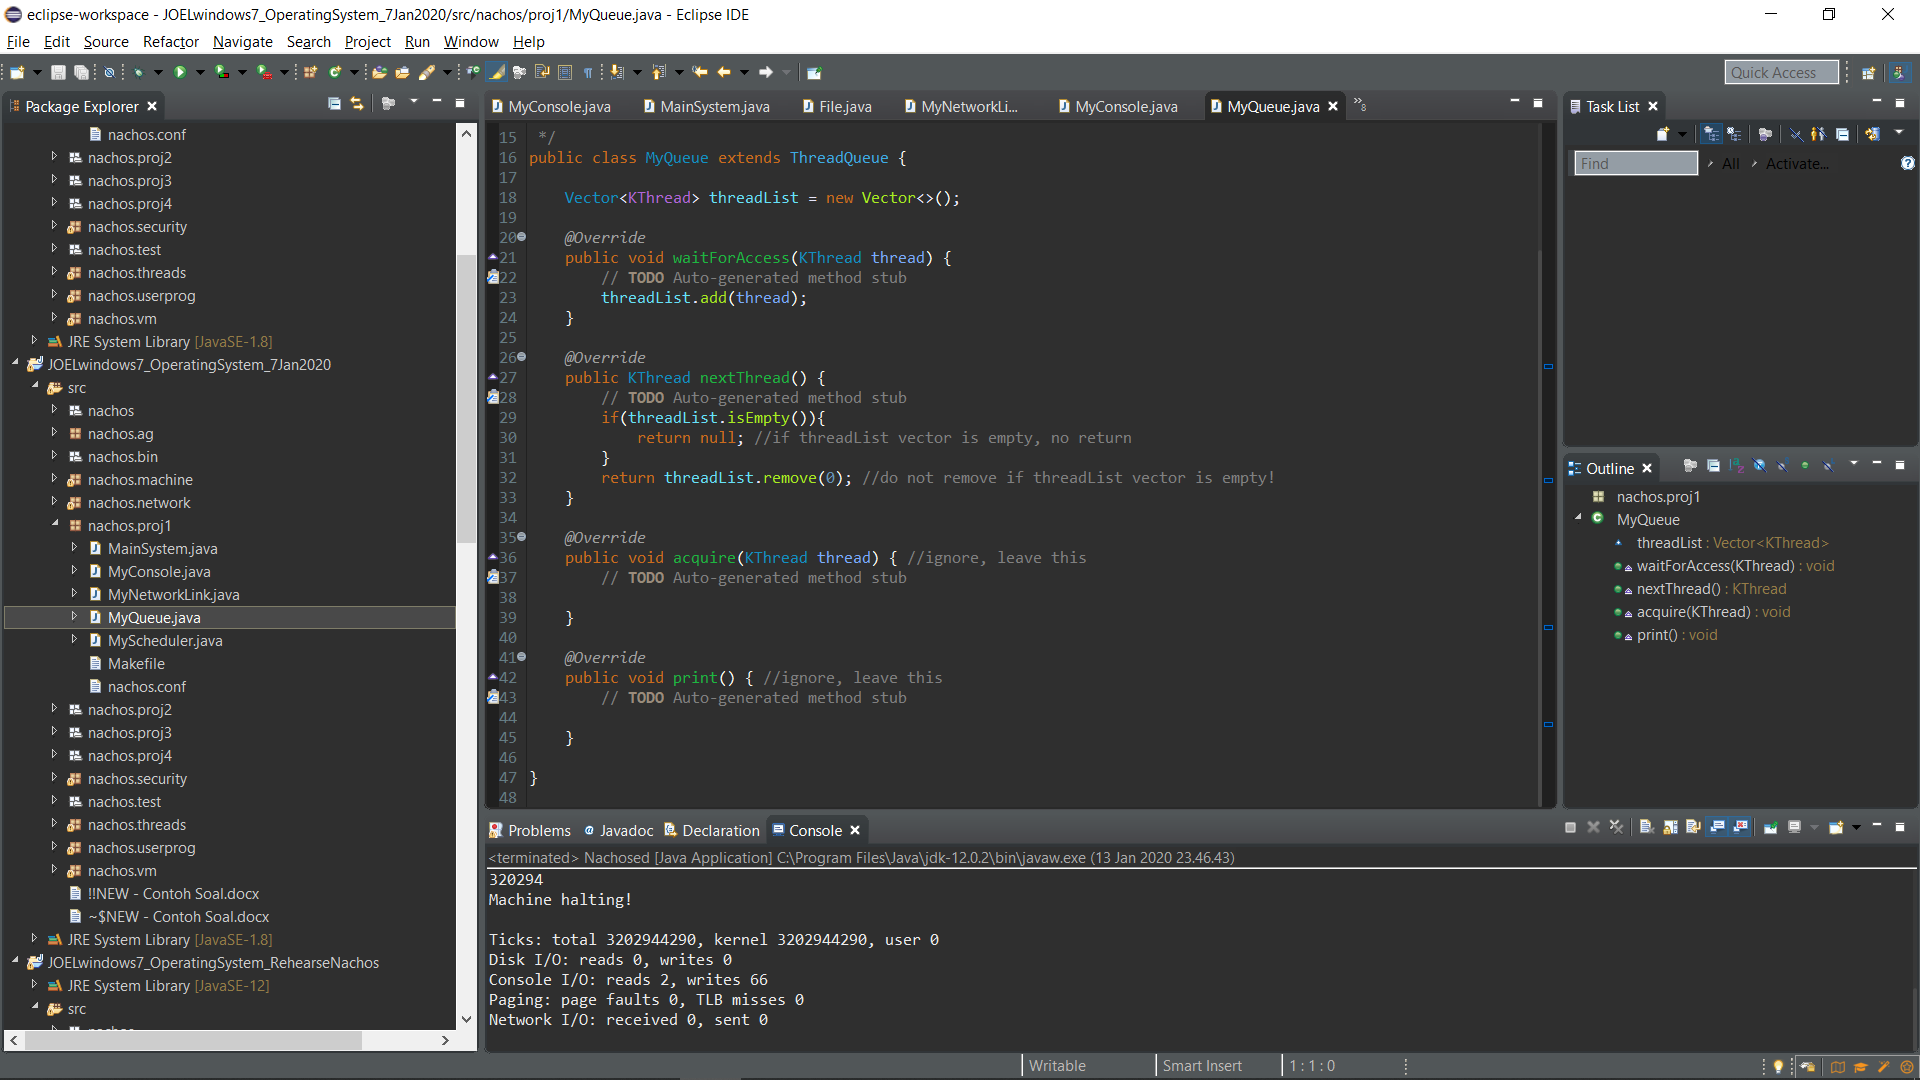 eclipse-workspace - JOELwindows7_OperatingSystem_7Jan2020/src/nachos/proj1/MyQueue.java - Eclipse IDE
File Edit Source Refactor Navigate Search Project Run Window Help
Quick Access
Package Explorer
nachos.conf
nachos.proj2
nachos.proj3
nachos.proj4
nachos.security
nachos.test
nachos.threads
nachos.userprog
nachos.vm
JRE System Library [JavaSE-1.8]
JOELwindows7_OperatingSystem_7Jan2020
src
nachos
nachos.ag
nachos.bin
nachos.machine
nachos.network
nachos.proj1
MainSystem.java
MyConsole.java
MyNetworkLink.java
MyQueue.java
MyScheduler.java
Makefile
nachos.conf
nachos.proj2
nachos.proj3
nachos.proj4
nachos.security
nachos.test
nachos.threads
nachos.userprog
nachos.vm
!!NEW - Contoh Soal.docx
~$NEW - Contoh Soal.docx
JRE System Library [JavaSE-1.8]
JOELwindows7_OperatingSystem_RehearseNachos
JRE System Library [JavaSE-12]
src
MyConsole.java MainSystem.java File.java MyNetworkLi... MyConsole.java MyQueue.java »8
15 */
16 public class MyQueue extends ThreadQueue {
17
18 Vector<KThread> threadList = new Vector<>();
19
20 @Override
21 public void waitForAccess(KThread thread) {
22 // TODO Auto-generated method stub
23 threadList.add(thread);
24 }
25
26 @Override
27 public KThread nextThread() {
28 // TODO Auto-generated method stub
29 if(threadList.isEmpty()){
30 return null; //if threadList vector is empty, no return
31 }
32 return threadList.remove(0); //do not remove if threadList vector is empty!
33 }
34
35 @Override
36 public void acquire(KThread thread) { //ignore, leave this
37 // TODO Auto-generated method stub
38
39 }
40
41 @Override
42 public void print() { //ignore, leave this
43 // TODO Auto-generated method stub
44
45 }
46
47 }
48
Task List
Find All Activate...
Outline
nachos.proj1
MyQueue
threadList : Vector<KThread>
waitForAccess(KThread) : void
nextThread() : KThread
acquire(KThread) : void
print() : void
Problems Javadoc Declaration Console
<terminated> Nachosed [Java Application] C:\Program Files\Java\jdk-12.0.2\bin\javaw.exe (13 Jan 2020 23.46.43)
320294
Machine halting!
Ticks: total 3202944290, kernel 3202944290, user 0
Disk I/O: reads 0, writes 0
Console I/O: reads 2, writes 66
Paging: page faults 0, TLB misses 0
Network I/O: received 0, sent 0
Writable Smart Insert 1 : 1 : 0